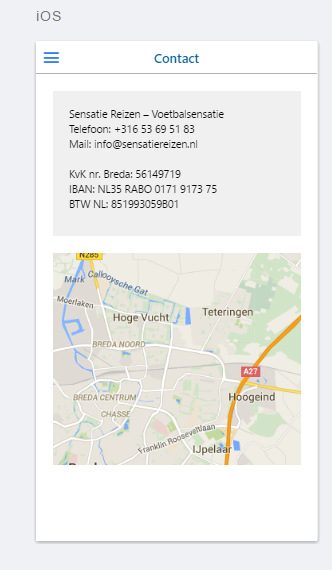 iOS
Contact
Sensatie Reizen – Voetbalsensatie
Telefoon: +316 53 69 51 83
Mail: info@sensatiereizen.nl
KvK nr. Breda: 56149719
IBAN: NL35 RABO 0171 9173 75
BTW NL: 851993059B01
N285
Mark
Callooysche Gat
Moerlaken
Hoge Vucht
Teteringen
BREDA NOORD
A27
BREDA CENTRUM
Hoogeind
CHASSE
Franklin Rooseveltlaan
IJpelaar